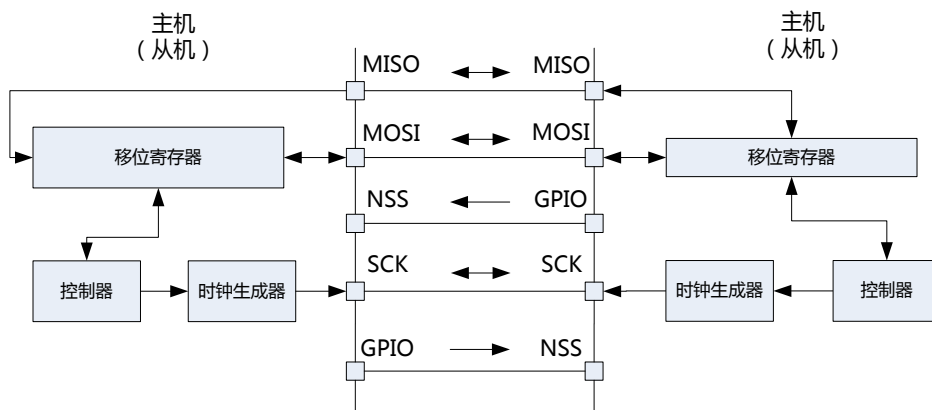 主机
（从机）
主机
（从机）
MISO MISO
MOSI MOSI
移位寄存器
移位寄存器
NSS GPIO
SCK SCK
控制器
时钟生成器
时钟生成器
控制器
GPIO NSS